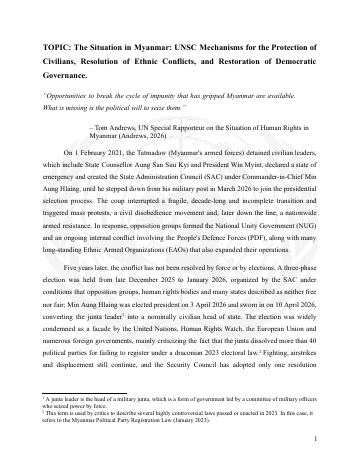 TOPIC: The Situation in Myanmar: UNSC Mechanisms for the Protection of
Civilians, Resolution of Ethnic Conflicts, and Restoration of Democratic
Governance.
“Opportunities to break the cycle of impunity that has gripped Myanmar are available.
What is missing is the political will to seize them.”
– Tom Andrews, UN Special Rapporteur on the Situation of Human Rights in
Myanmar (Andrews, 2026)
On 1 February 2021, the Tatmadaw (Myanmar's armed forces) detained civilian leaders,
which include State Counsellor Aung San Suu Kyi and President Win Myint, declared a state of
emergency and created the State Administration Council (SAC) under Commander-in-Chief Min
Aung Hlaing, until he stepped down from his military post in March 2026 to join the presidential
selection process. The coup interrupted a fragile, decade-long and incomplete transition and
triggered mass protests, a civil disobedience movement and, later down the line, a nationwide
armed resistance. In response, opposition groups formed the National Unity Government (NUG)
and an ongoing internal conflict involving the People's Defence Forces (PDF), along with many
long-standing Ethnic Armed Organizations (EAOs) that also expanded their operations.
Five years later, the conflict has not been resolved by force or by elections. A three-phase
election was held from late December 2025 to January 2026, organized by the SAC under
conditions that opposition groups, human rights bodies and many states described as neither free
nor fair; Min Aung Hlaing was elected president on 3 April 2026 and sworn in on 10 April 2026,
converting the junta leader¹ into a nominally civilian head of state. The election was widely
condemned as a facade by the United Nations, Human Rights Watch, the European Union and
numerous foreign governments, mainly criticizing the fact that the junta dissolved more than 40
political parties for failing to register under a draconian 2023 electoral law.² Fighting, airstrikes
and displacement still continue, and the Security Council has adopted only one resolution
¹ A junta leader is the head of a military junta, which is a form of government led by a committee of military officers
who seized power by force.
² This term is used by critics to describe several highly controversial laws passed or enacted in 2023. In this case, it
refers to the Myanmar Political Party Registration Law (January 2023).
1